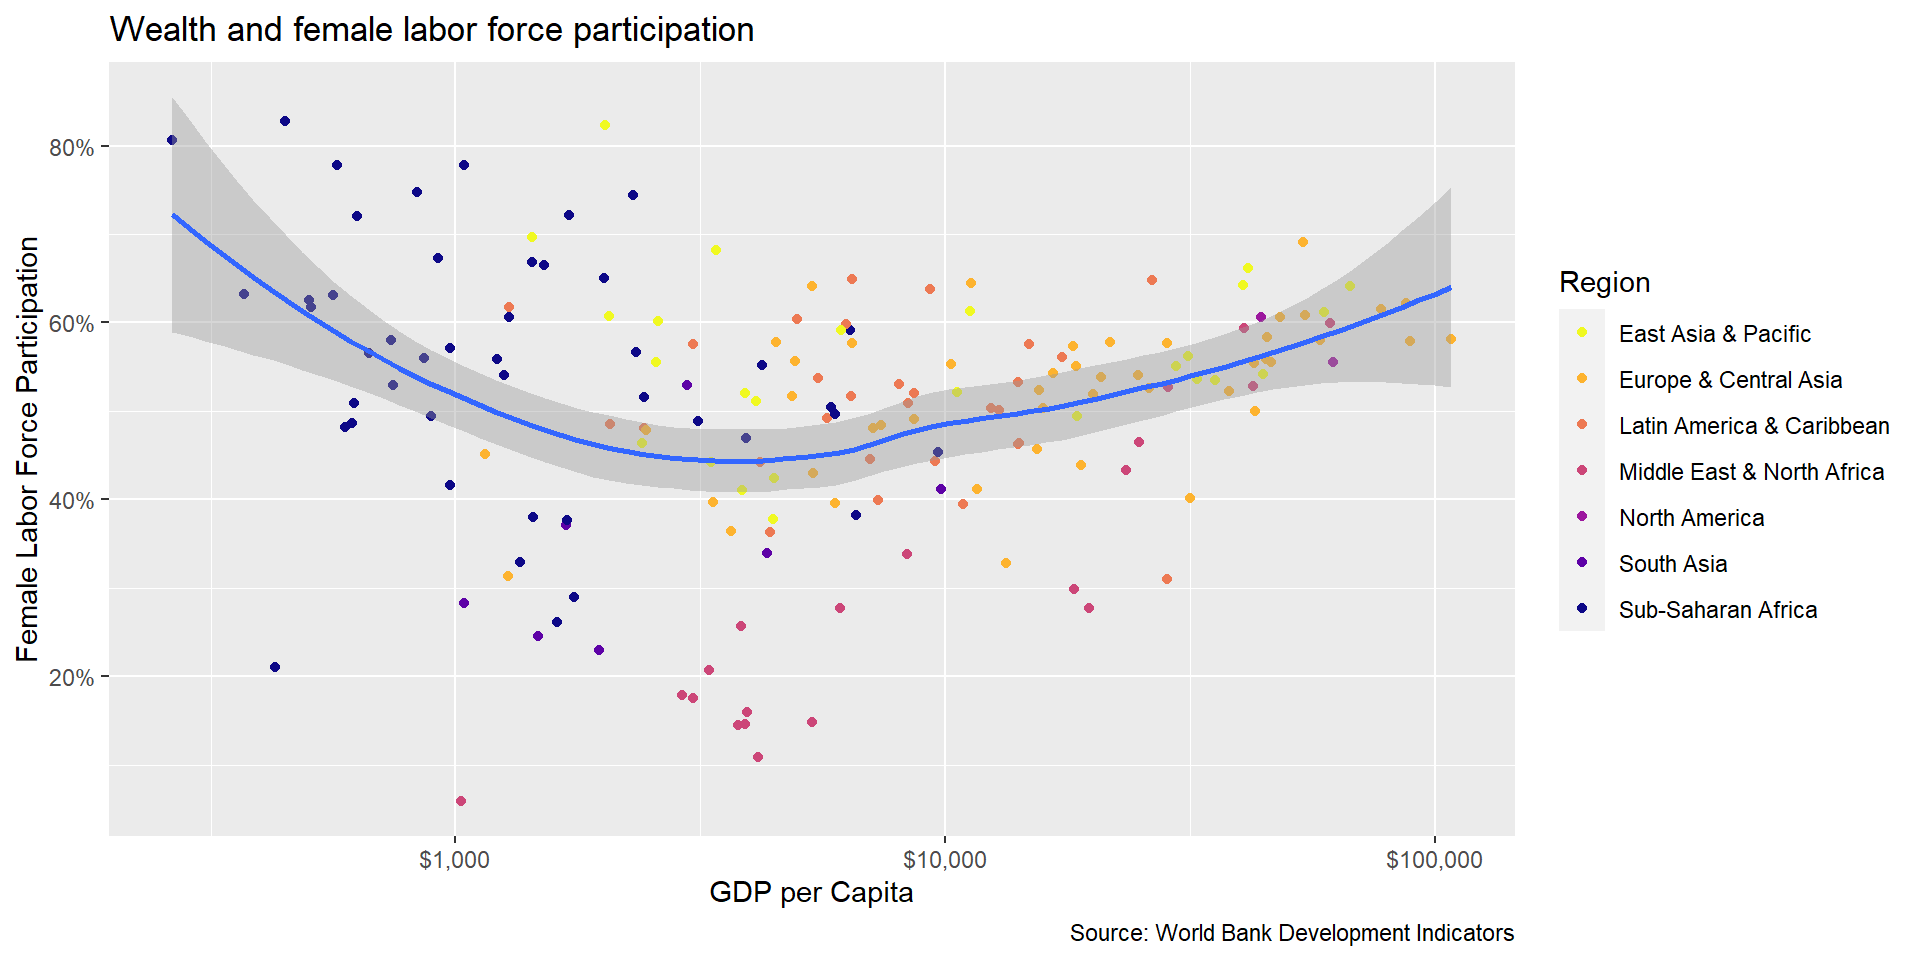 Wealth and female labor force participation
Female Labor Force Participation
80%
60%
40%
20%
$1,000
$10,000
$100,000
GDP per Capita
Region
East Asia & Pacific
Europe & Central Asia
Latin America & Caribbean
Middle East & North Africa
North America
South Asia
Sub-Saharan Africa
Source: World Bank Development Indicators